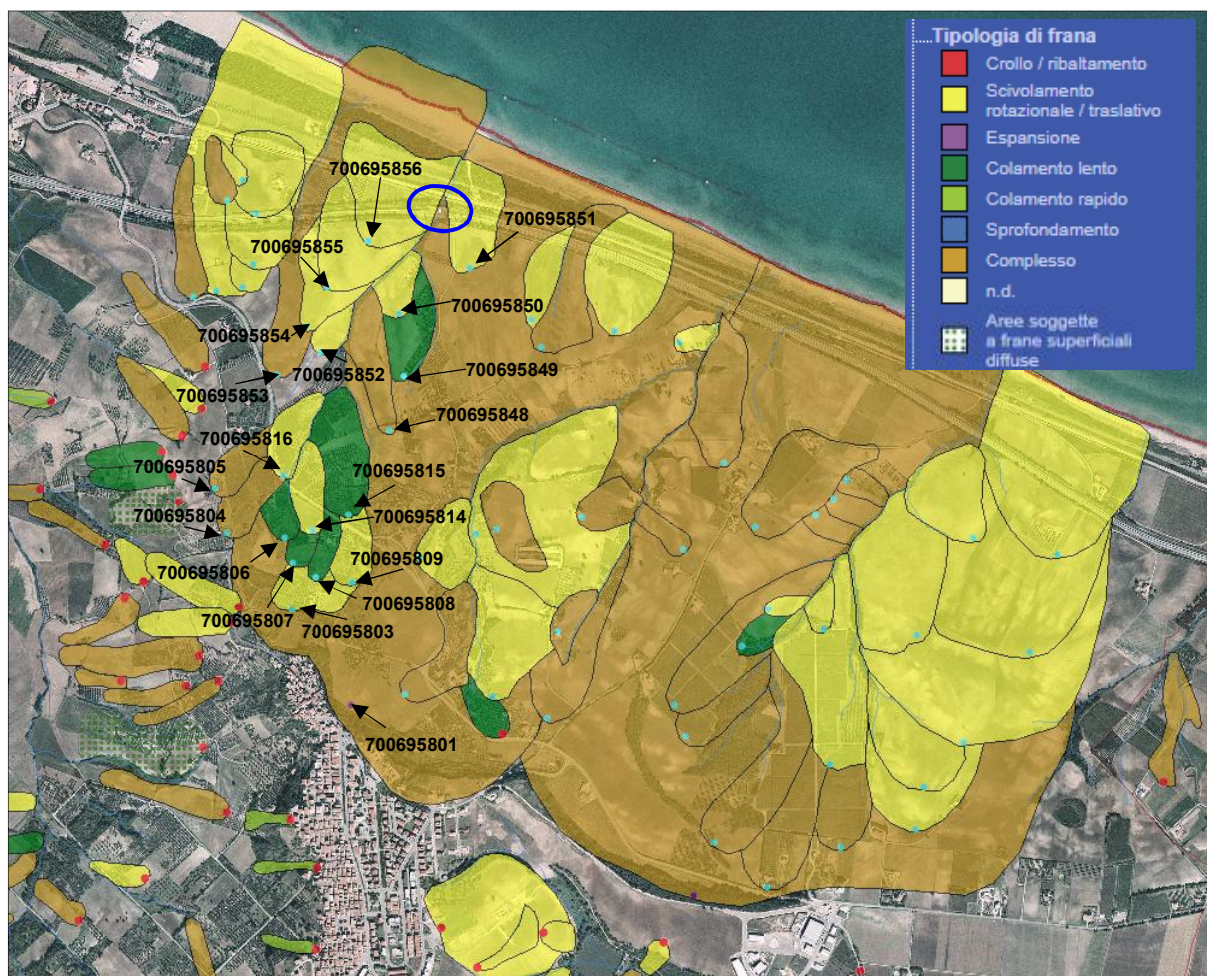 Tipologia di frana
Crollo / ribaltamento
Scivolamento
rotazionale / traslativo
Espansione
Colamento lento
Colamento rapido
Sprofondamento
Complesso
n.d.
Aree soggette
a frane superficiali
diffuse
700695856
700695851
700695855
700695850
700695854
700695852
700695849
700695853
700695848
700695816
700695805
700695815
700695804
700695814
700695809
700695806
700695808
700695807
700695803
700695801